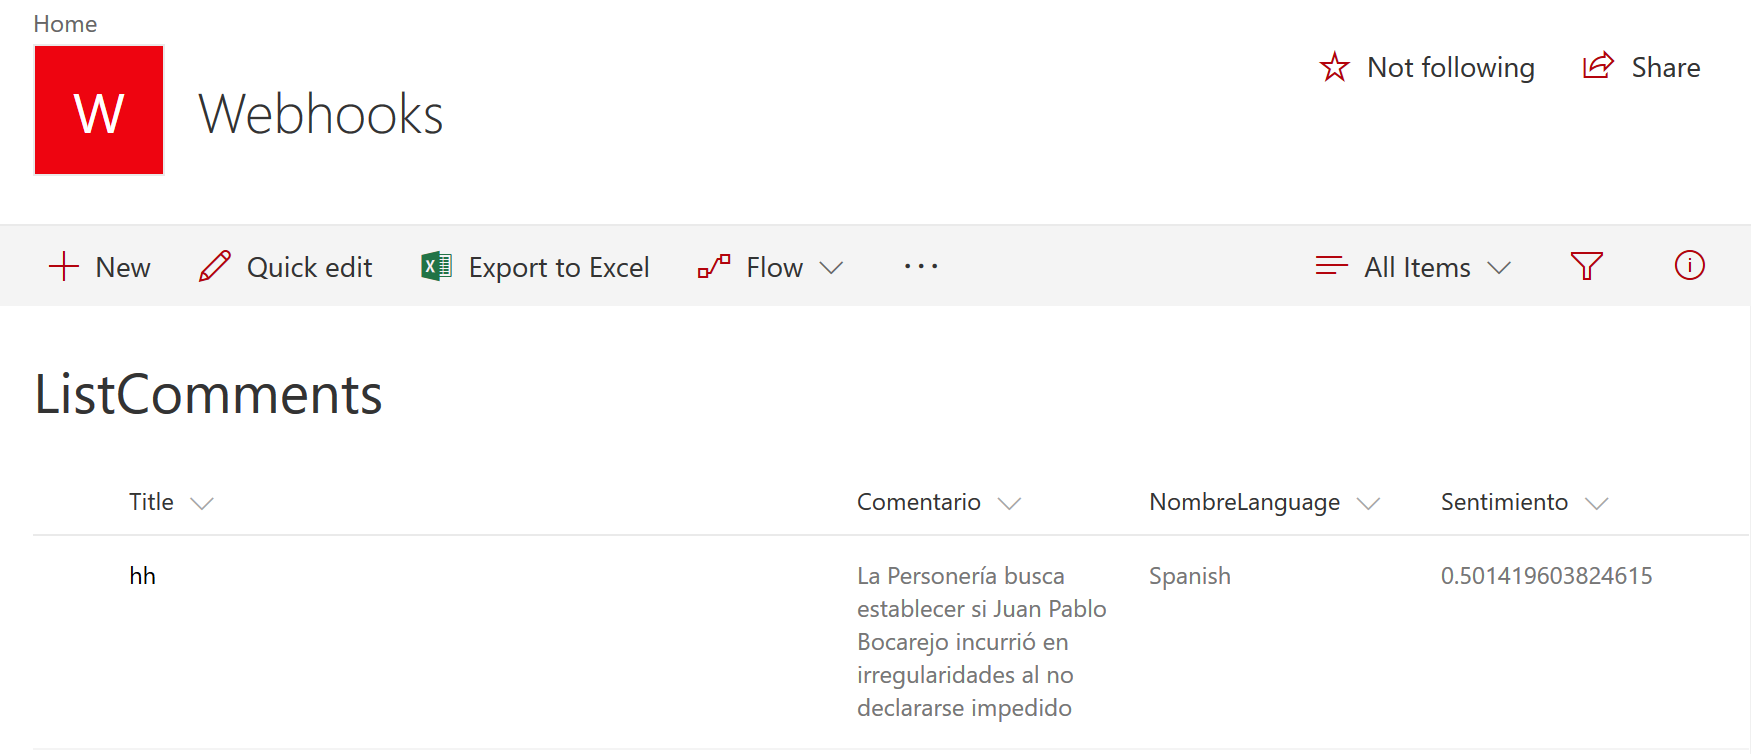 Home
W
Webhooks
Not following
Share
New
Quick edit
Export to Excel
Flow
...
All Items
ListComments
Title
Comentario
NombreLanguage
Sentimiento
hh
La Personería busca
establecer si Juan Pablo
Bocarejo incurrió en
irregularidades al no
declararse impedido
Spanish
0.501419603824615